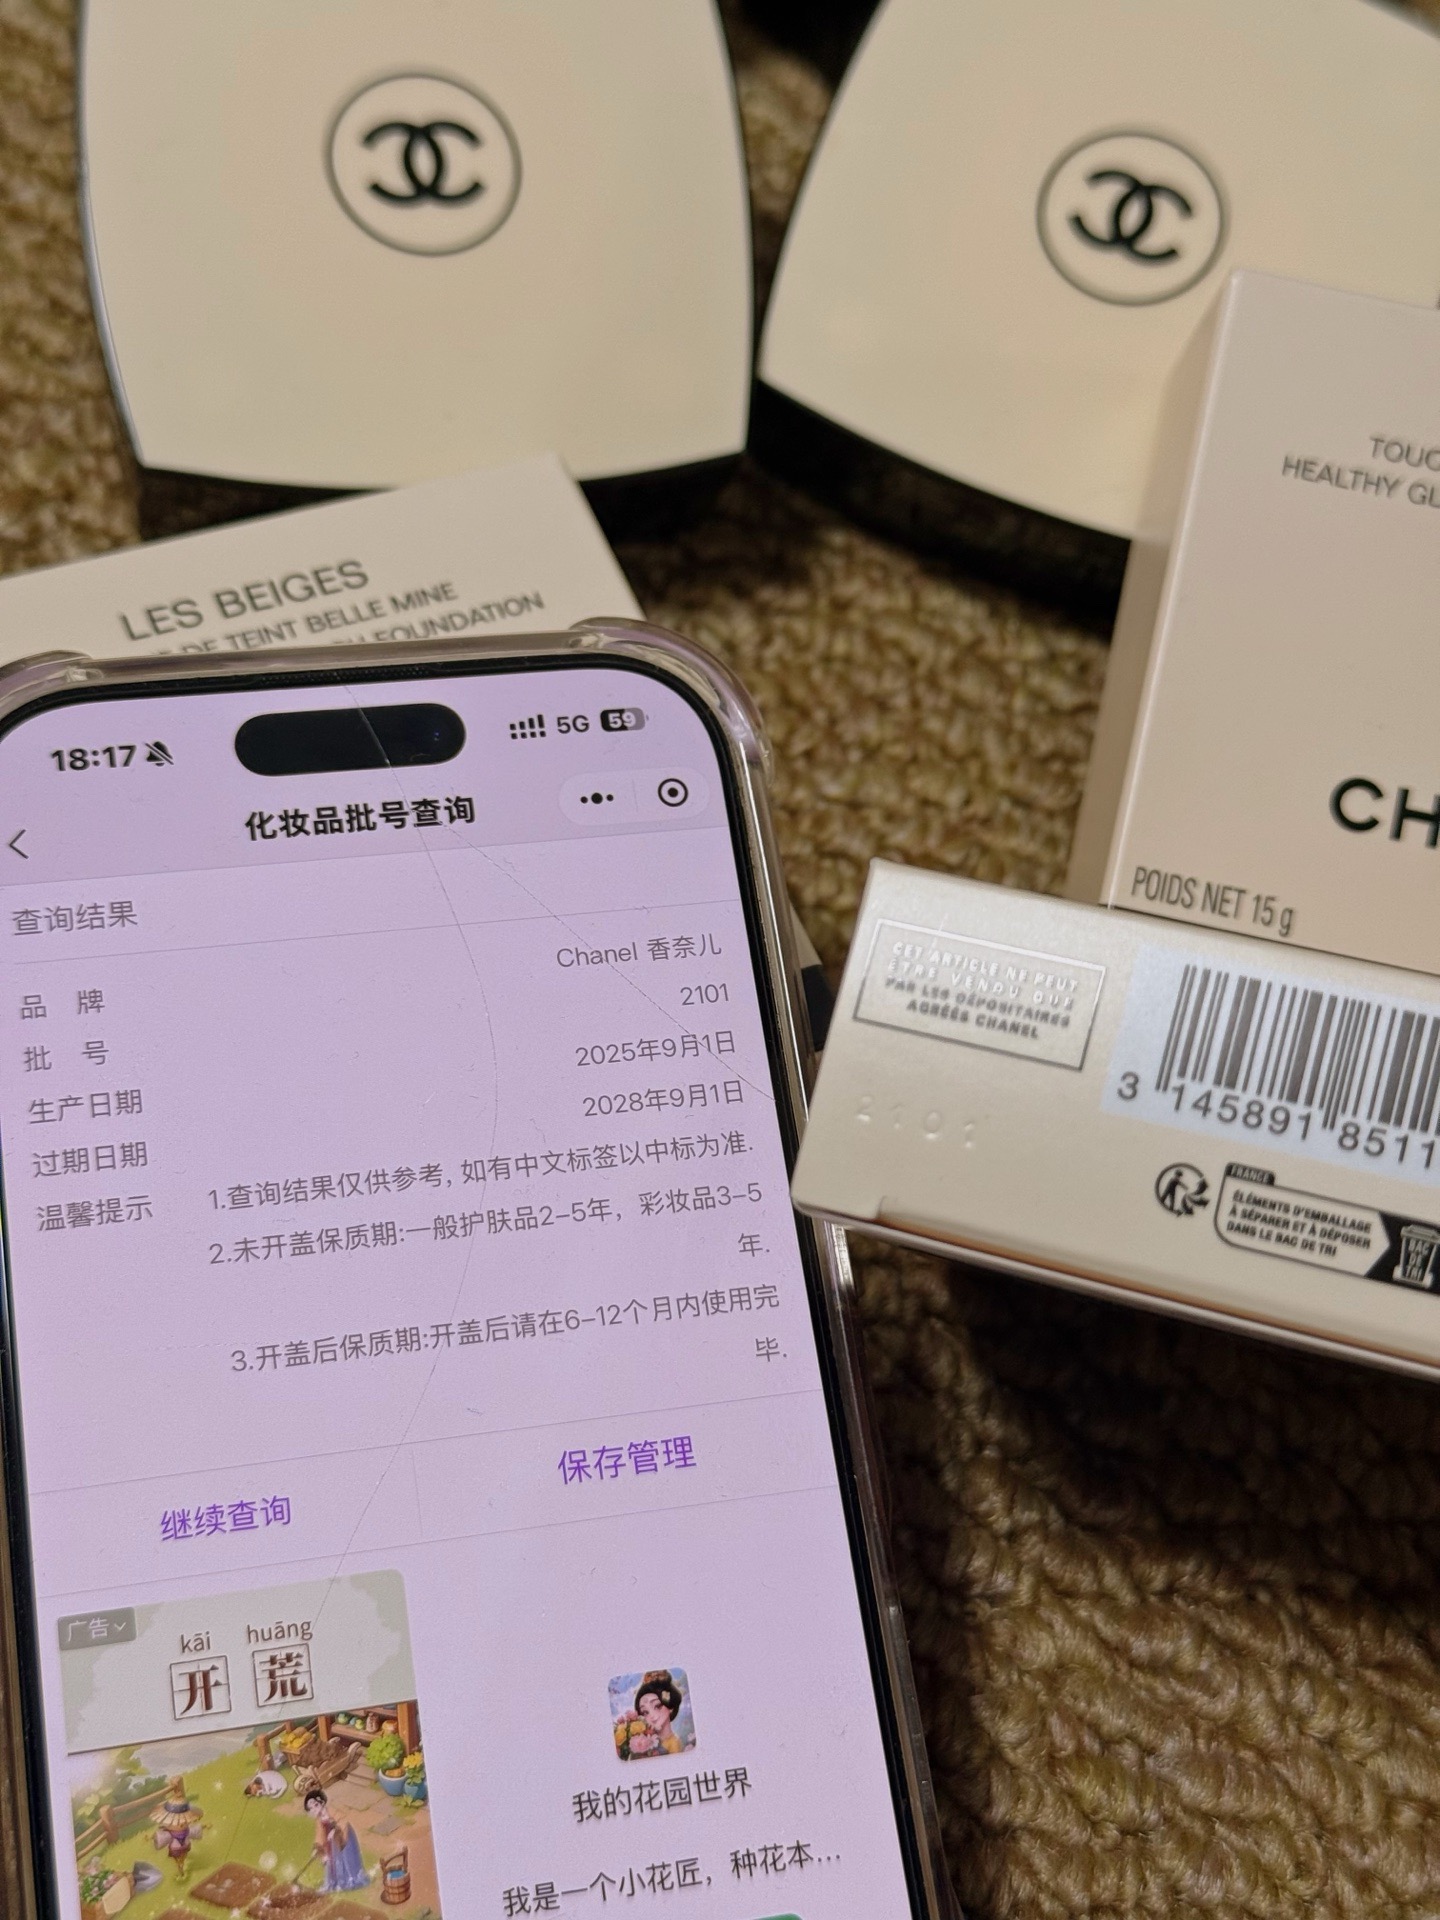 LES BEIGES
DE TEINT BELLE MINE
FOUNDATION
TOUC
HEALTHY GL
CH
POIDS NET 15 g
CET ARTICLE NE PEUT
ÊTRE VENDU QUE
PAR LES DÉPOSITAIRES
AGRÉÉS CHANEL
2101
3 145891 8511
FRANCE
ÉLÉMENTS D'EMBALLAGE
À SÉPARER ET À DÉPOSER
DANS LE BAC DE TRI
BAC
DE
TRI
18:17 5G 59
化妆品批号查询
查询结果
品 牌 Chanel 香奈儿
批 号 2101
生产日期 2025年9月1日
过期日期 2028年9月1日
温馨提示 1.查询结果仅供参考, 如有中文标签以中标为准.
2.未开盖保质期:一般护肤品2-5年，彩妆品3-5
年.
3.开盖后保质期:开盖后请在6-12个月内使用完
毕.
继续查询 保存管理
广告
kāi huāng
开荒
我的花园世界
我是一个小花匠，种花本...